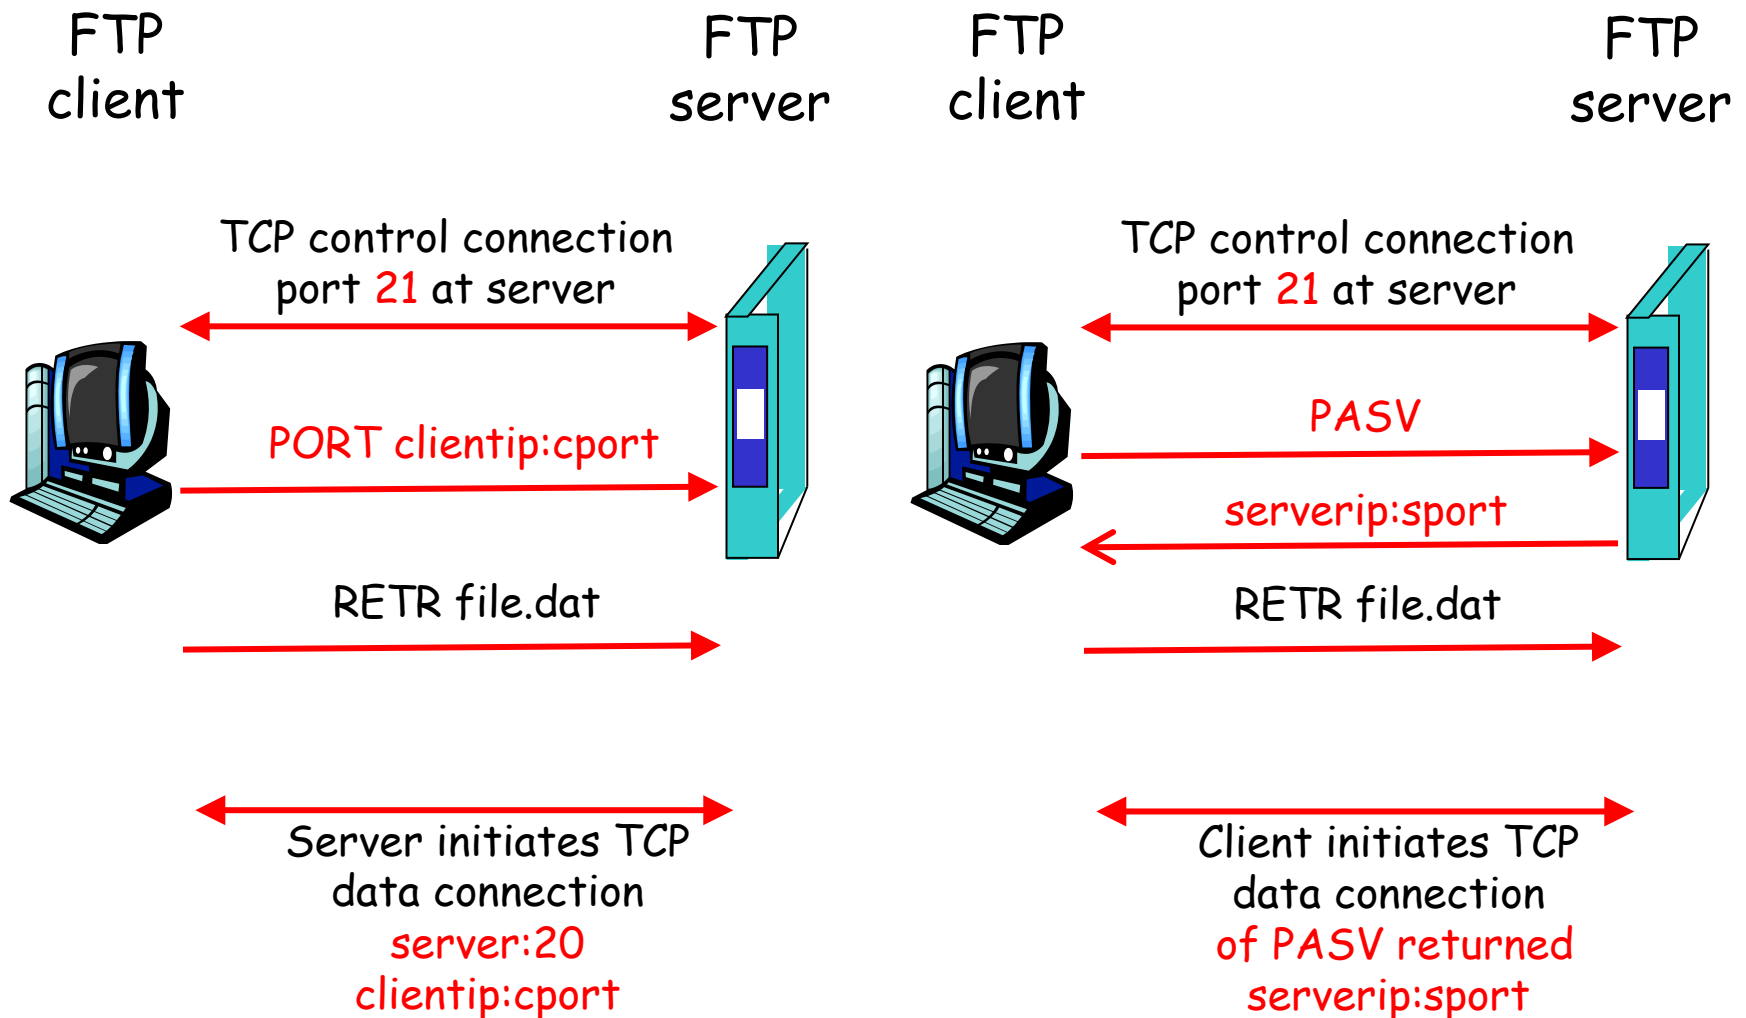 FTP
client
FTP
server
TCP control connection
port 21 at server
PORT clientip:cport
RETR file.dat
Server initiates TCP
data connection
server:20
clientip:cport
FTP
client
FTP
server
TCP control connection
port 21 at server
PASV
serverip:sport
RETR file.dat
Client initiates TCP
data connection
of PASV returned
serverip:sport